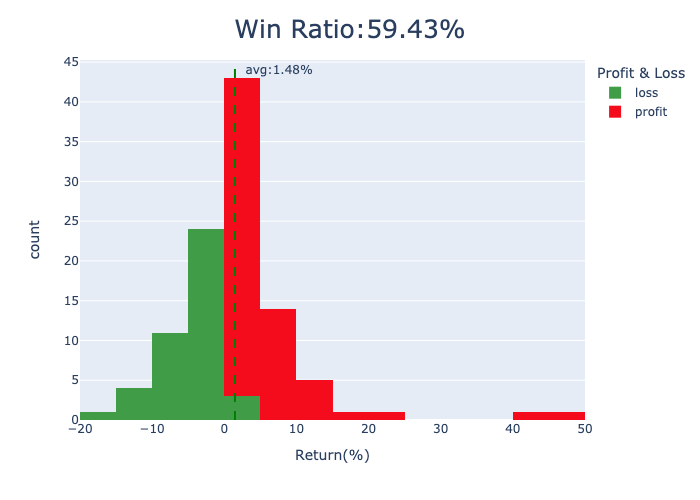 Win Ratio:59.43%
avg:1.48%
Profit & Loss
loss
profit
count
45
40
35
30
25
20
15
10
5
0
−20
−10
0
10
20
30
40
50
Return(%)